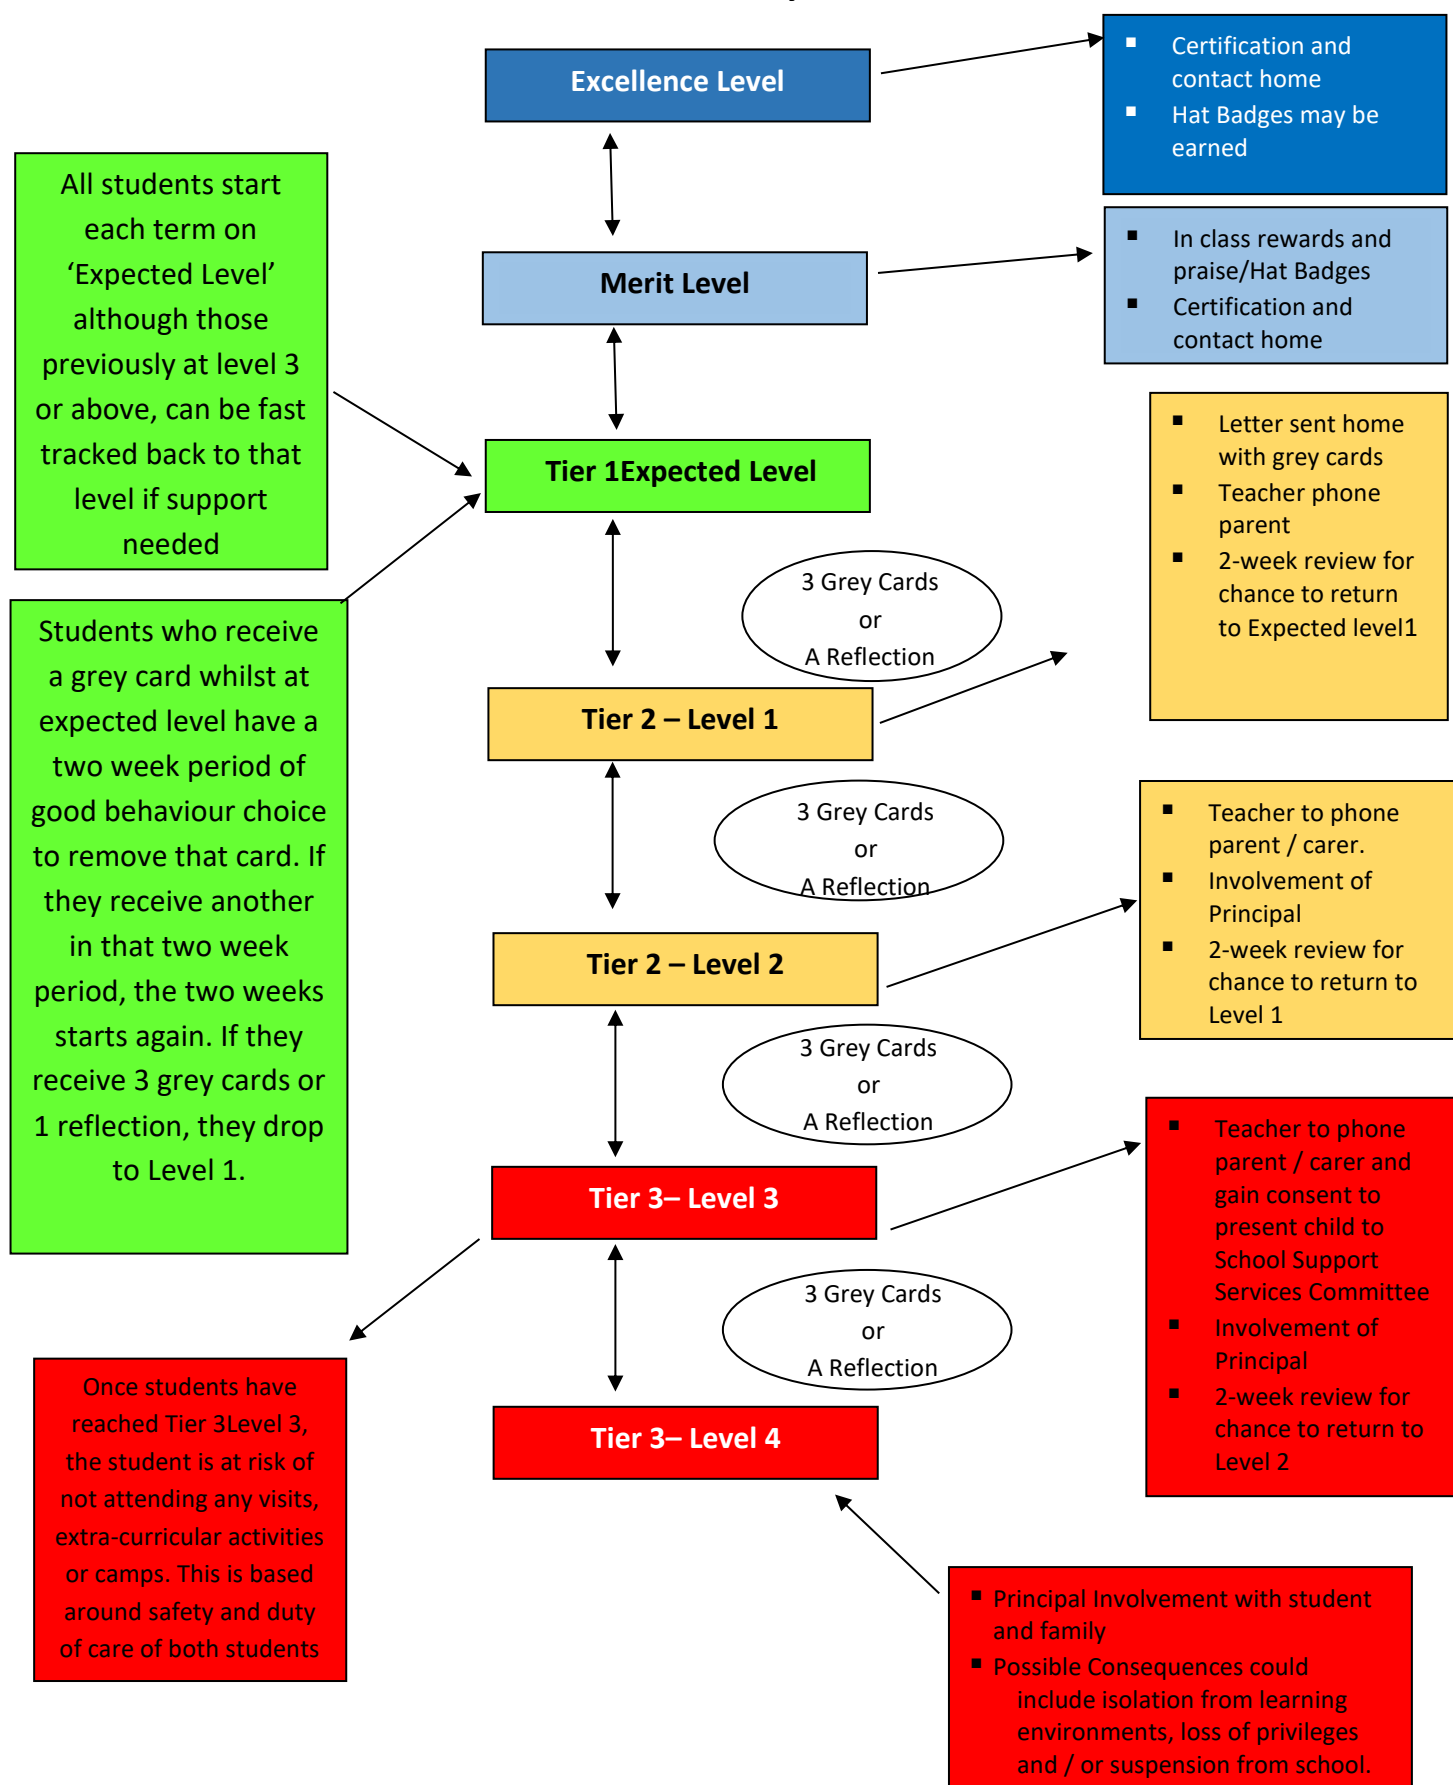 Excellence Level
▪ Certification and
contact home
▪ Hat Badges may be
earned
All students start
each term on
‘Expected Level’
although those
previously at level 3
or above, can be fast
tracked back to that
level if support
needed
Merit Level
▪ In class rewards and
praise/Hat Badges
▪ Certification and
contact home
Tier 1Expected Level
▪ Letter sent home
with grey cards
▪ Teacher phone
parent
▪ 2-week review for
chance to return
to Expected level1
3 Grey Cards
or
A Reflection
Students who receive
a grey card whilst at
expected level have a
two week period of
good behaviour choice
to remove that card. If
they receive another
in that two week
period, the two weeks
starts again. If they
receive 3 grey cards or
1 reflection, they drop
to Level 1.
Tier 2 – Level 1
3 Grey Cards
or
A Reflection
▪ Teacher to phone
parent / carer.
▪ Involvement of
Principal
▪ 2-week review for
chance to return to
Level 1
Tier 2 – Level 2
3 Grey Cards
or
A Reflection
Tier 3– Level 3
▪ Teacher to phone
parent / carer and
gain consent to
present child to
School Support
Services Committee
▪ Involvement of
Principal
▪ 2-week review for
chance to return to
Level 2
3 Grey Cards
or
A Reflection
Once students have
reached Tier 3Level 3,
the student is at risk of
not attending any visits,
extra-curricular activities
or camps. This is based
around safety and duty
of care of both students
Tier 3– Level 4
▪ Principal Involvement with student
and family
▪ Possible Consequences could
include isolation from learning
environments, loss of privileges
and / or suspension from school.